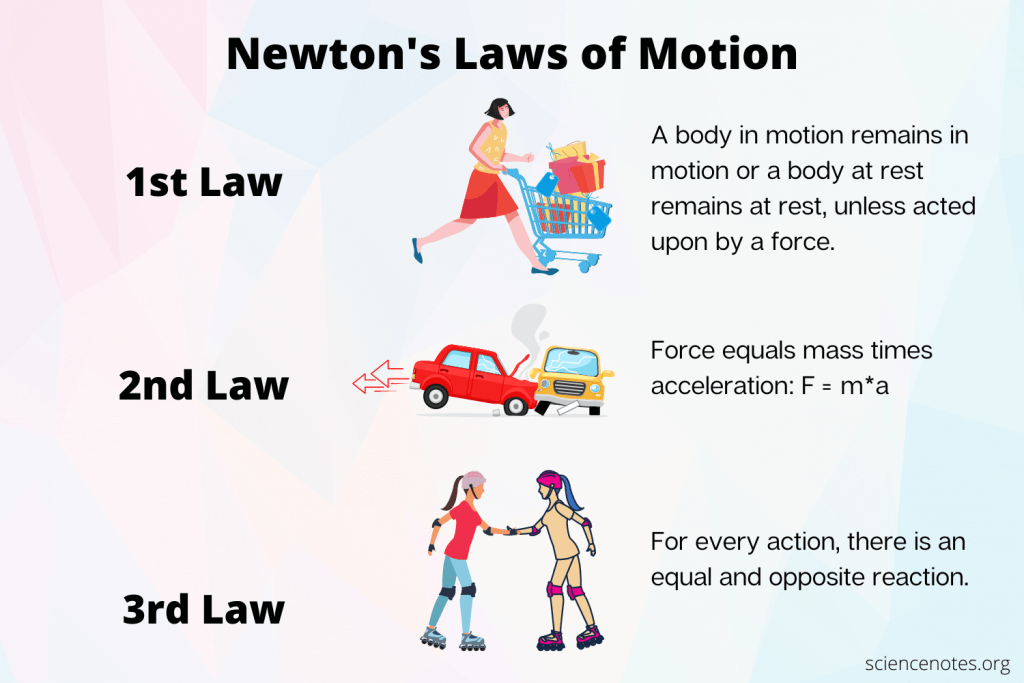 Newton's Laws of Motion
1st Law
A body in motion remains in
motion or a body at rest
remains at rest, unless acted
upon by a force.
2nd Law
Force equals mass times
acceleration: F = m*a
3rd Law
For every action, there is an
equal and opposite reaction.
sciencenotes.org